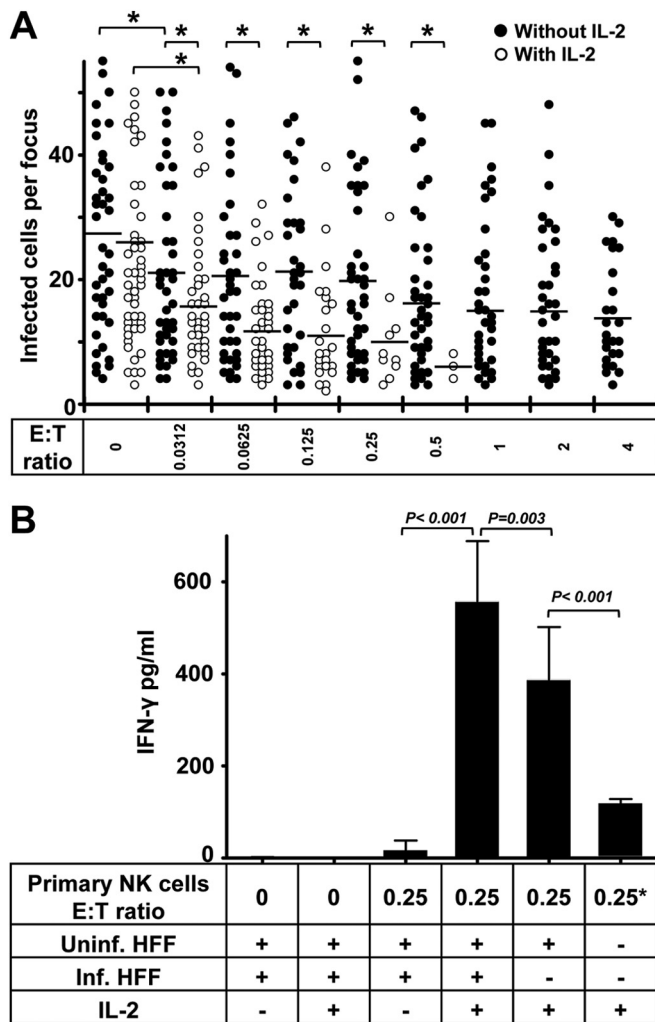 A
* * * * * *
*
● Without IL-2
○ With IL-2
Infected cells per focus
40
20
0
E:T ratio 0 0.0312 0.0625 0.125 0.25 0.5 1 2 4
B
P< 0.001 P=0.003
P< 0.001
IFN-γ pg/ml
600
400
200
0
Primary NK cells
E:T ratio 0 0 0.25 0.25 0.25 0.25*
Uninf. HFF + + + + + -
Inf. HFF + + + + - -
IL-2 - + - + + +